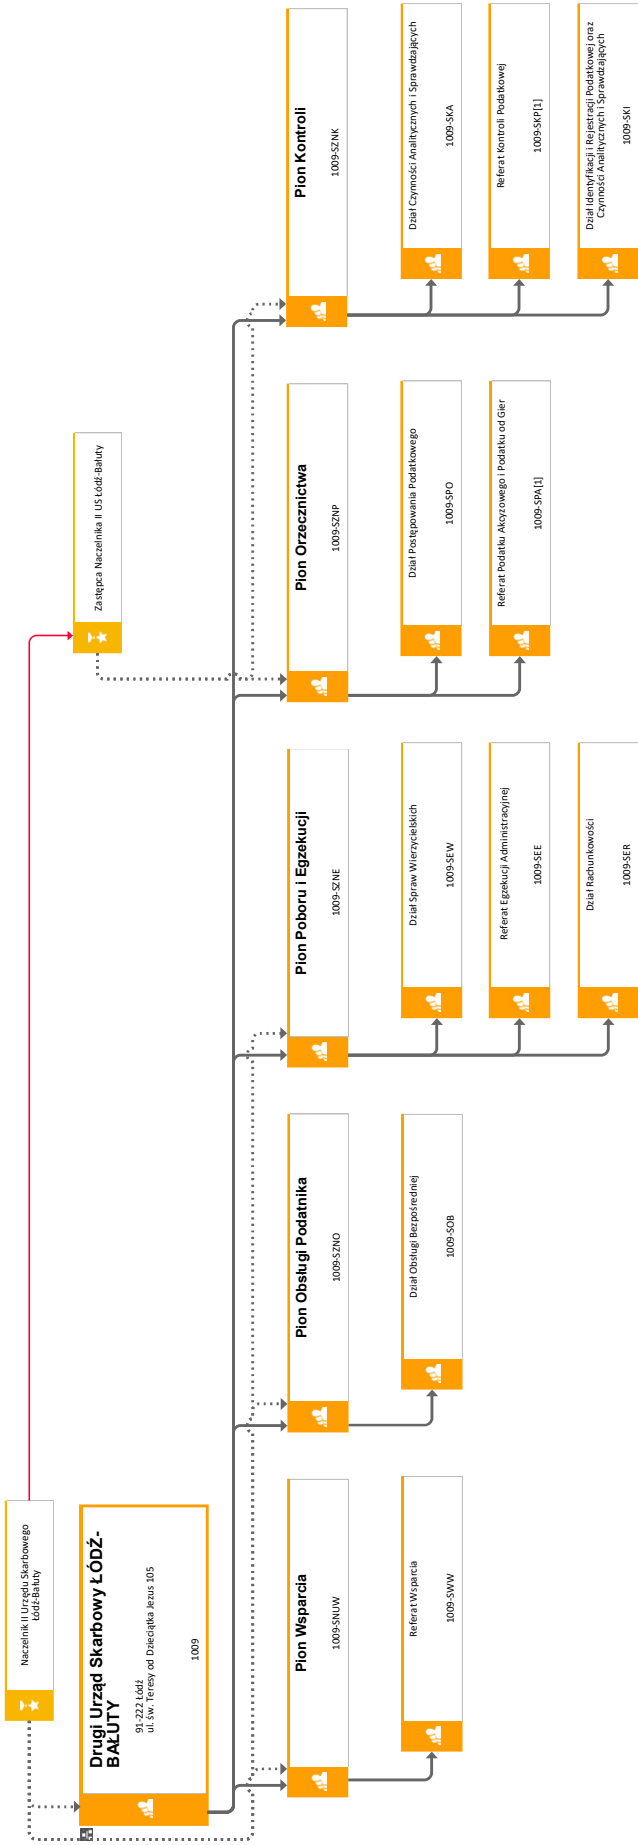 Naczelnik II Urzędu Skarbowego
Łódź-Bałuty
Zastępca Naczelnika II US Łódź-Bałuty
Drugi Urząd Skarbowy ŁÓDŹ-
BAŁUTY
91-222 Łódź
ul. św. Teresy od Dzieciątka Jezus 105
1009
Pion Wsparcia
1009-SNUW
Referat Wsparcia
1009-SWW
Pion Obsługi Podatnika
1009-SZNO
Dział Obsługi Bezpośredniej
1009-SOB
Pion Poboru i Egzekucji
1009-SZNE
Dział Spraw Wierzycielskich
1009-SEW
Referat Egzekucji Administracyjnej
1009-SEE
Dział Rachunkowości
1009-SER
Pion Orzecznictwa
1009-SZNP
Dział Postępowania Podatkowego
1009-SPO
Referat Podatku Akcyzowego i Podatku od Gier
1009-SPA[1]
Pion Kontroli
1009-SZNK
Dział Czynności Analitycznych i Sprawdzających
1009-SKA
Referat Kontroli Podatkowej
1009-SKP[1]
Dział Identyfikacji i Rejestracji Podatkowej oraz
Czynności Analitycznych i Sprawdzających
1009-SKI